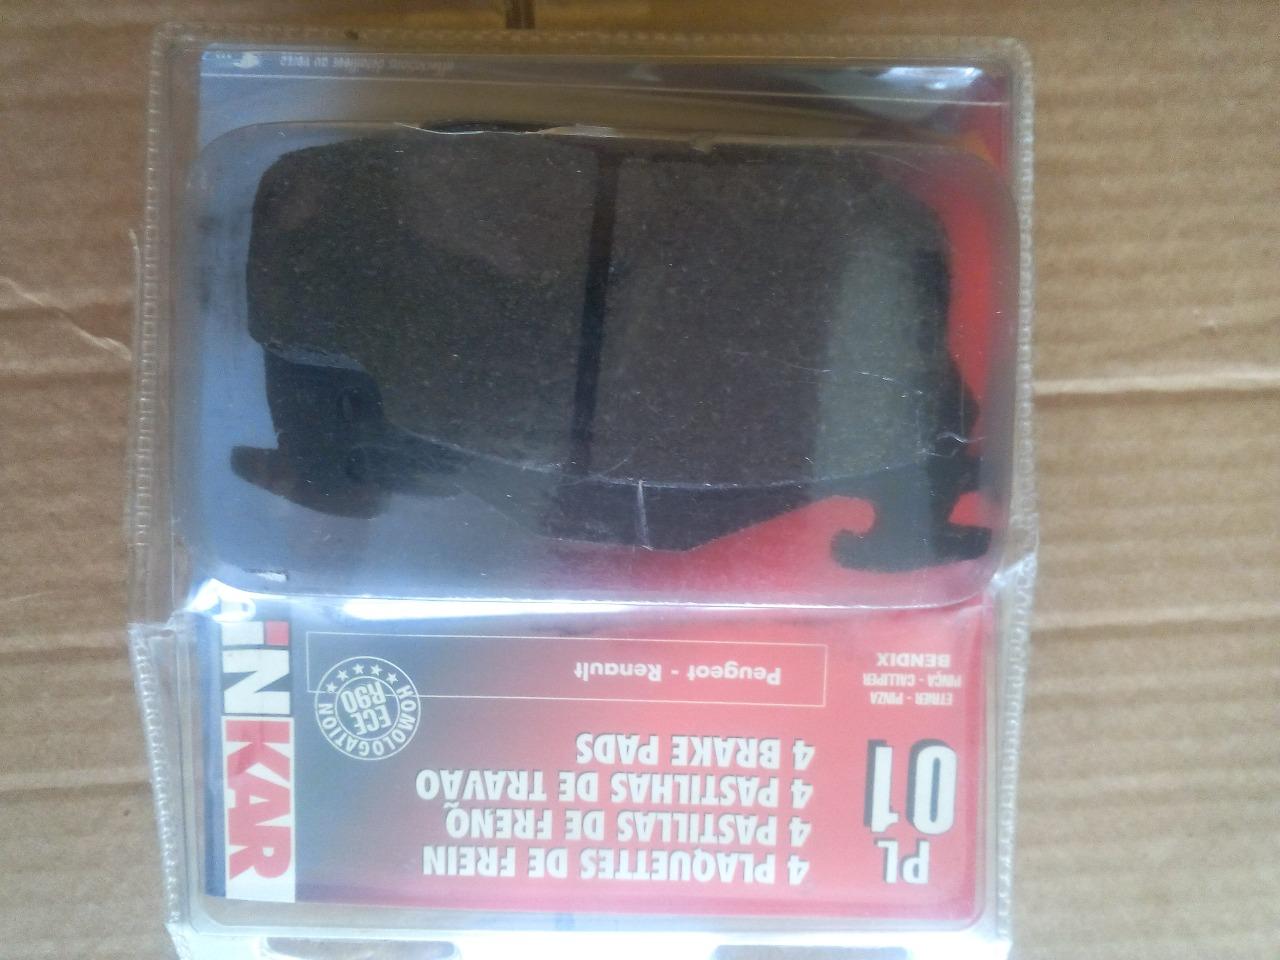 PL
01
4 PLAQUETTES DE FREIN
4 PASTILLAS DE FRENO
4 PASTILHAS DE TRAVÃO
4 BRAKE PADS
HOMOLOGATION
ECE
R90
ETRIER - PINZA
PINÇA - CALLIPER
BENDIX
Peugeot - Renault
iNKAR